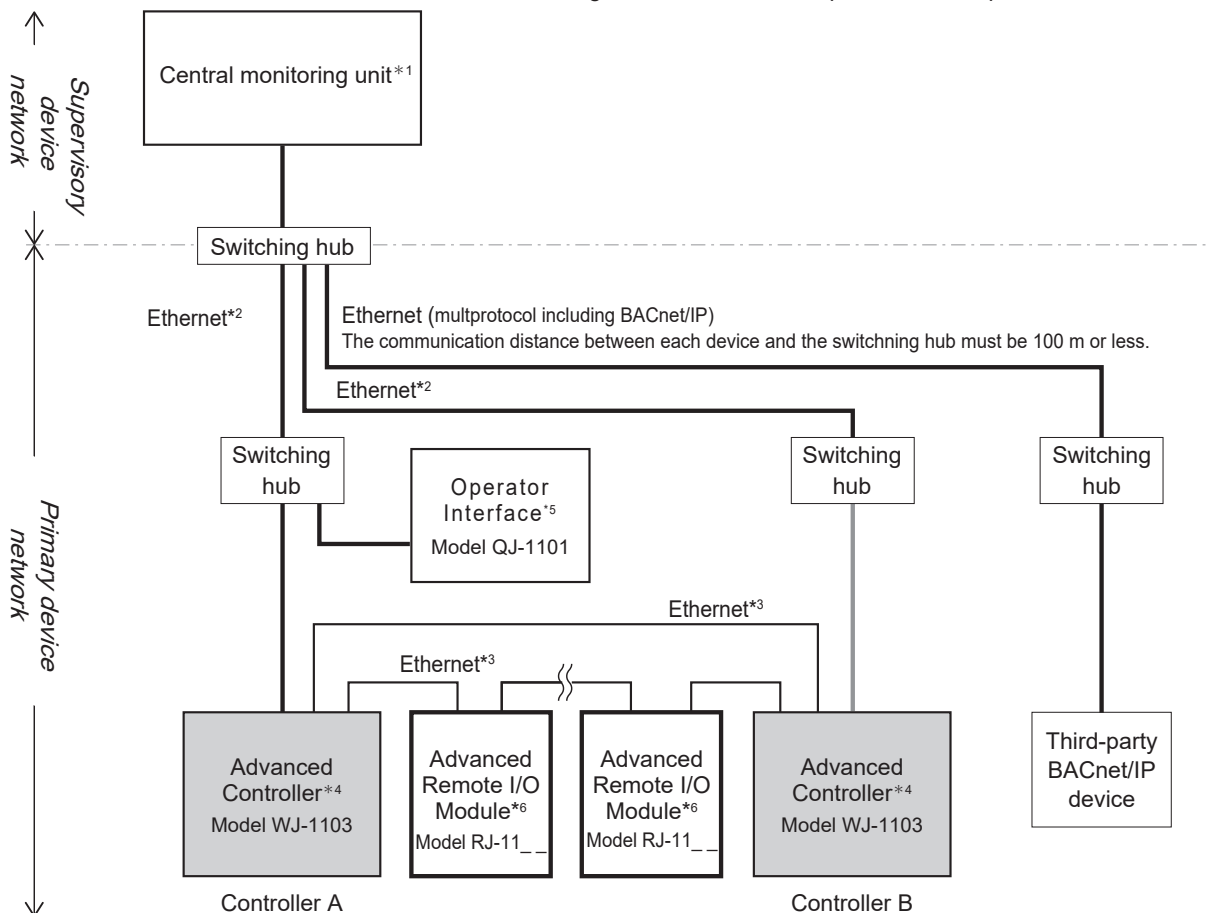 Central monitoring unit*1
Supervisory
device
network
Switching hub
Ethernet*2
Ethernet (multprotocol including BACnet/IP)
The communication distance between each device and the switchning hub must be 100 m or less.
Ethernet*2
Switching
hub
Operator
Interface*5
Model QJ-1101
Switching
hub
Switching
hub
Primary device
network
Ethernet*3
Ethernet*3
Advanced
Controller*4
Model WJ-1103
Advanced
Remote I/O
Module*6
Model RJ-11_ _
Advanced
Remote I/O
Module*6
Model RJ-11_ _
Advanced
Controller*4
Model WJ-1103
Third-party
BACnet/IP
device
Controller A
Controller B